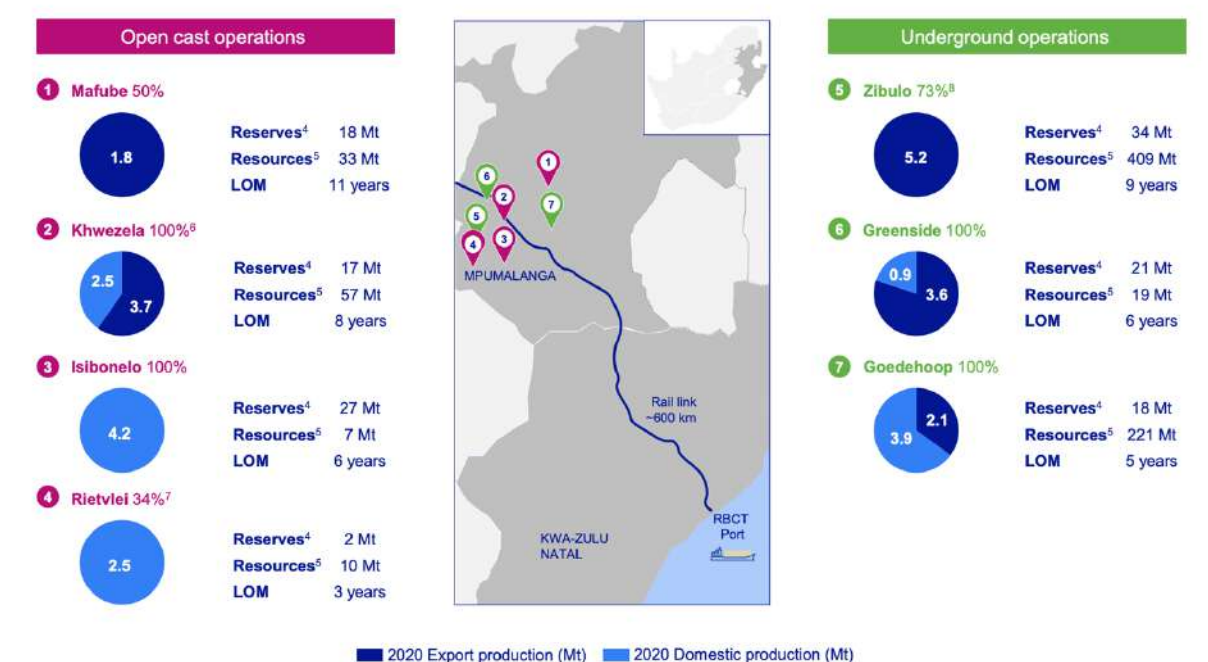 Open cast operations
1 Mafube 50%
1.8
Reserves⁴ 18 Mt
Resources⁵ 33 Mt
LOM 11 years
2 Khwezela 100%⁶
2.5
3.7
Reserves⁴ 17 Mt
Resources⁵ 57 Mt
LOM 8 years
3 Isibonelo 100%
4.2
Reserves⁴ 27 Mt
Resources⁵ 7 Mt
LOM 6 years
4 Rietvlei 34%⁷
2.5
Reserves⁴ 2 Mt
Resources⁵ 10 Mt
LOM 3 years
1
6
2
7
5
4
3
MPUMALANGA
Rail link
~600 km
RBCT
Port
KWA-ZULU
NATAL
Underground operations
5 Zibulo 73%⁸
5.2
Reserves⁴ 34 Mt
Resources⁵ 409 Mt
LOM 9 years
6 Greenside 100%
0.9
3.6
Reserves⁴ 21 Mt
Resources⁵ 19 Mt
LOM 6 years
7 Goedehoop 100%
2.1
3.9
Reserves⁴ 18 Mt
Resources⁵ 221 Mt
LOM 5 years
2020 Export production (Mt) 2020 Domestic production (Mt)